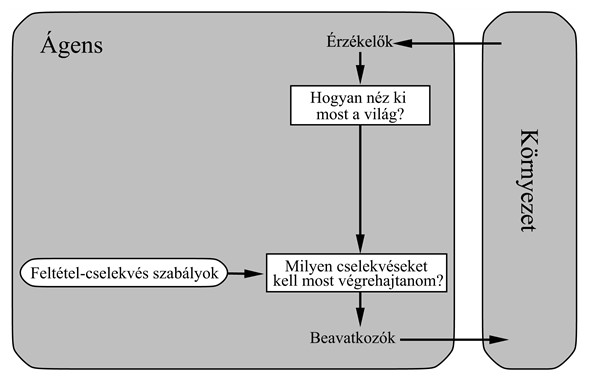 Ágens
Érzékelők
Hogyan néz ki
most a világ?
Környezet
Feltétel-cselekvés szabályok
Milyen cselekvéseket
kell most végrehajtanom?
Beavatkozók